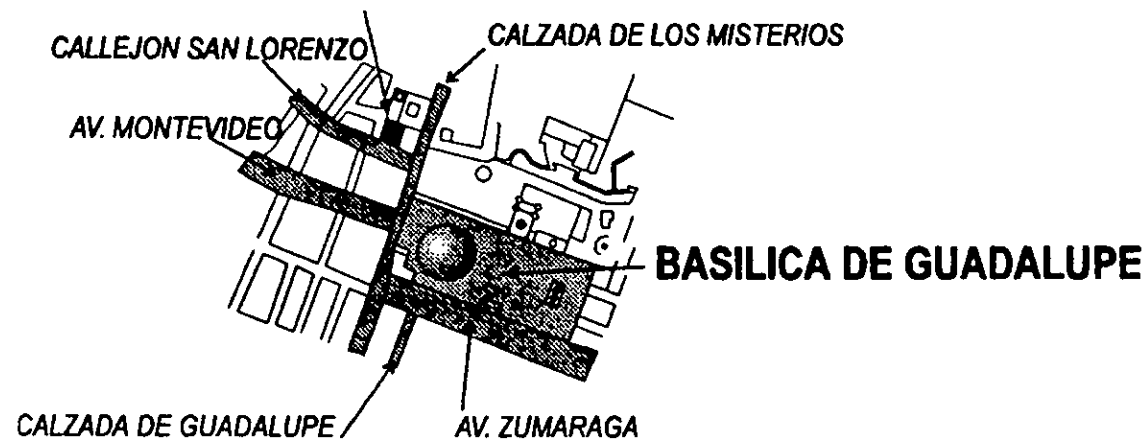 CALLEJON SAN LORENZO
CALZADA DE LOS MISTERIOS
AV. MONTEVIDEO
BASILICA DE GUADALUPE
CALZADA DE GUADALUPE
AV. ZUMARAGA